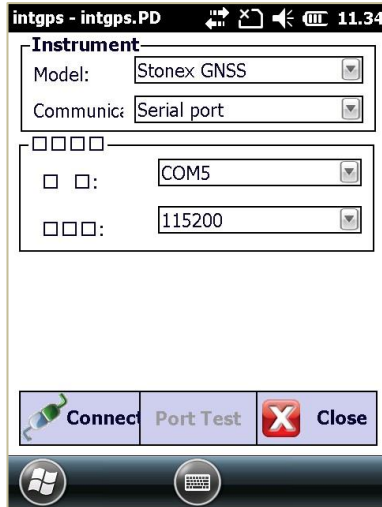 intgps - intgps.PD 11.34
Instrument
Model: Stonex GNSS
Communica Serial port
□□□□
□ □: COM5
□□□: 115200
Connect Port Test Close